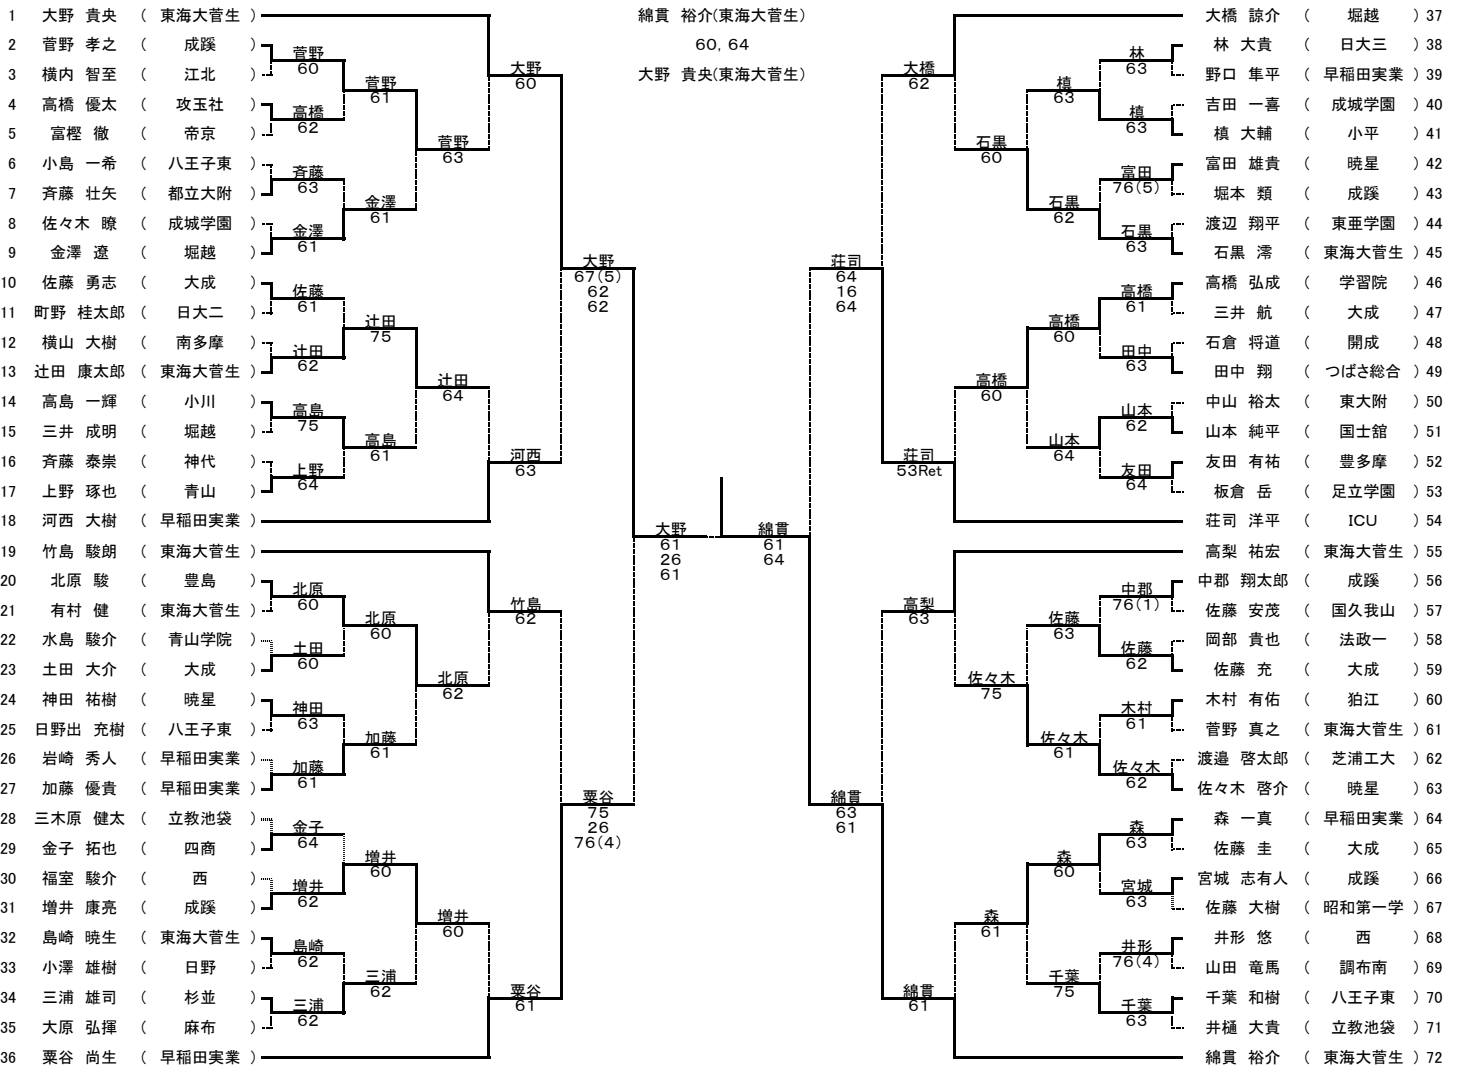 綿貫 裕介(東海大菅生)
60, 64
大野 貴央(東海大菅生)
1 大野 貴央 ( 東海大菅生 )
2 菅野 孝之 ( 成蹊 )
3 横内 智至 ( 江北 )
4 高橋 優太 ( 攻玉社 )
5 富樫 徹 ( 帝京 )
6 小島 一希 ( 八王子東 )
7 斉藤 壮矢 ( 都立大附 )
8 佐々木 瞭 ( 成城学園 )
9 金澤 遼 ( 堀越 )
10 佐藤 勇志 ( 大成 )
11 町野 桂太郎 ( 日大二 )
12 横山 大樹 ( 南多摩 )
13 辻田 康太郎 ( 東海大菅生 )
14 高島 一輝 ( 小川 )
15 三井 成明 ( 堀越 )
16 斉藤 泰崇 ( 神代 )
17 上野 琢也 ( 青山 )
18 河西 大樹 ( 早稲田実業 )
19 竹島 駿朗 ( 東海大菅生 )
20 北原 駿 ( 豊島 )
21 有村 健 ( 東海大菅生 )
22 水島 駿介 ( 青山学院 )
23 土田 大介 ( 大成 )
24 神田 祐樹 ( 暁星 )
25 日野出 充樹 ( 八王子東 )
26 岩崎 秀人 ( 早稲田実業 )
27 加藤 優貴 ( 早稲田実業 )
28 三木原 健太 ( 立教池袋 )
29 金子 拓也 ( 四商 )
30 福室 駿介 ( 西 )
31 増井 康亮 ( 成蹊 )
32 島崎 暁生 ( 東海大菅生 )
33 小澤 雄樹 ( 日野 )
34 三浦 雄司 ( 杉並 )
35 大原 弘揮 ( 麻布 )
36 粟谷 尚生 ( 早稲田実業 )
菅野
60
高橋
62
斉藤
63
金澤
61
佐藤
61
辻田
62
高島
75
上野
64
北原
60
土田
60
神田
63
加藤
61
金子
64
増井
62
島崎
62
三浦
62
菅野
61
金澤
61
辻田
75
高島
61
北原
60
加藤
61
増井
60
三浦
62
菅野
63
辻田
64
北原
62
増井
60
大野
60
河西
63
竹島
62
粟谷
61
大野
67(5)
62
62
粟谷
75
26
76(4)
大野
61
26
61
綿貫
61
64
荘司
64
16
64
綿貫
63
61
大橋
62
荘司
53Ret
高梨
63
綿貫
61
石黒
60
高橋
60
佐々木
75
森
61
槙
63
石黒
62
高橋
60
山本
64
佐藤
63
佐々木
61
森
60
千葉
75
林
63
槙
63
富田
76(5)
石黒
63
高橋
61
田中
63
山本
62
友田
64
中郡
76(1)
佐藤
62
木村
61
佐々木
62
森
63
宮城
63
井形
76(4)
千葉
63
大橋 諒介 ( 堀越 ) 37
林 大貴 ( 日大三 ) 38
野口 隼平 ( 早稲田実業 ) 39
吉田 一喜 ( 成城学園 ) 40
槙 大輔 ( 小平 ) 41
富田 雄貴 ( 暁星 ) 42
堀本 類 ( 成蹊 ) 43
渡辺 翔平 ( 東亜学園 ) 44
石黒 澪 ( 東海大菅生 ) 45
高橋 弘成 ( 学習院 ) 46
三井 航 ( 大成 ) 47
石倉 将道 ( 開成 ) 48
田中 翔 ( つばさ総合 ) 49
中山 裕太 ( 東大附 ) 50
山本 純平 ( 国士舘 ) 51
友田 有祐 ( 豊多摩 ) 52
板倉 岳 ( 足立学園 ) 53
荘司 洋平 ( ICU ) 54
高梨 祐宏 ( 東海大菅生 ) 55
中郡 翔太郎 ( 成蹊 ) 56
佐藤 安茂 ( 国久我山 ) 57
岡部 貴也 ( 法政一 ) 58
佐藤 充 ( 大成 ) 59
木村 有佑 ( 狛江 ) 60
菅野 真之 ( 東海大菅生 ) 61
渡邉 啓太郎 ( 芝浦工大 ) 62
佐々木 啓介 ( 暁星 ) 63
森 一真 ( 早稲田実業 ) 64
佐藤 圭 ( 大成 ) 65
宮城 志有人 ( 成蹊 ) 66
佐藤 大樹 ( 昭和第一学 ) 67
井形 悠 ( 西 ) 68
山田 竜馬 ( 調布南 ) 69
千葉 和樹 ( 八王子東 ) 70
井樋 大貴 ( 立教池袋 ) 71
綿貫 裕介 ( 東海大菅生 ) 72